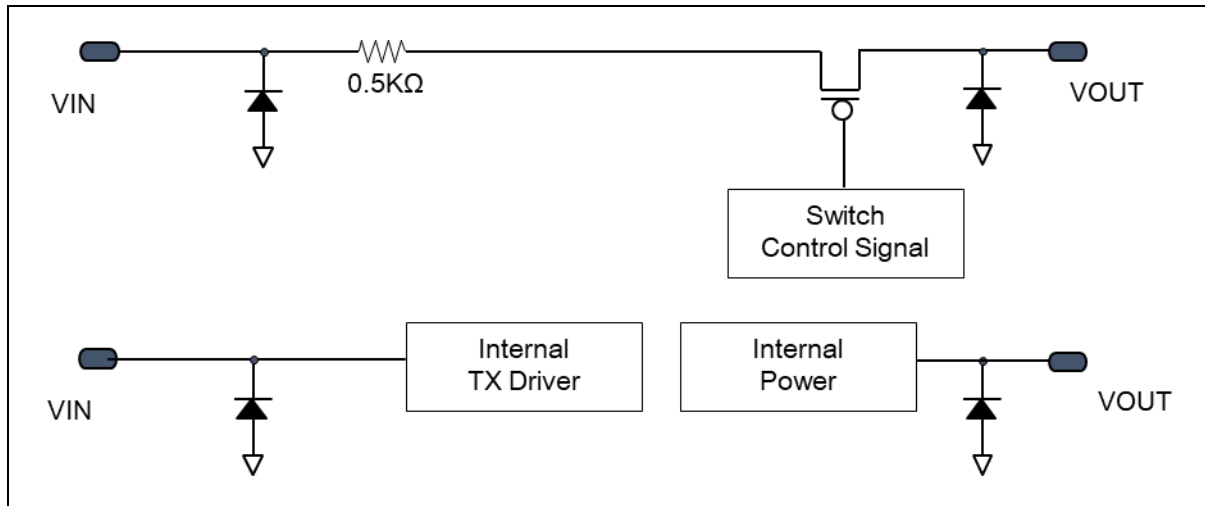 VIN
0.5KΩ
VOUT
Switch
Control Signal
VIN
Internal
TX Driver
Internal
Power
VOUT